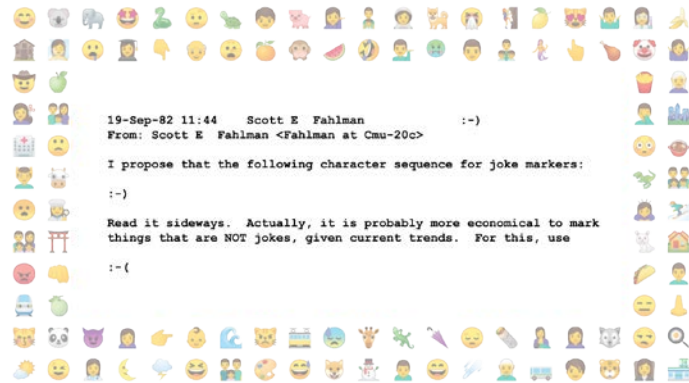 19-Sep-82 11:44    Scott E  Fahlman             :-)
From: Scott E  Fahlman <Fahlman at Cmu-20c>
I propose that the following character sequence for joke markers:
:-)
Read it sideways.  Actually, it is probably more economical to mark
things that are NOT jokes, given current trends.  For this, use
:-(